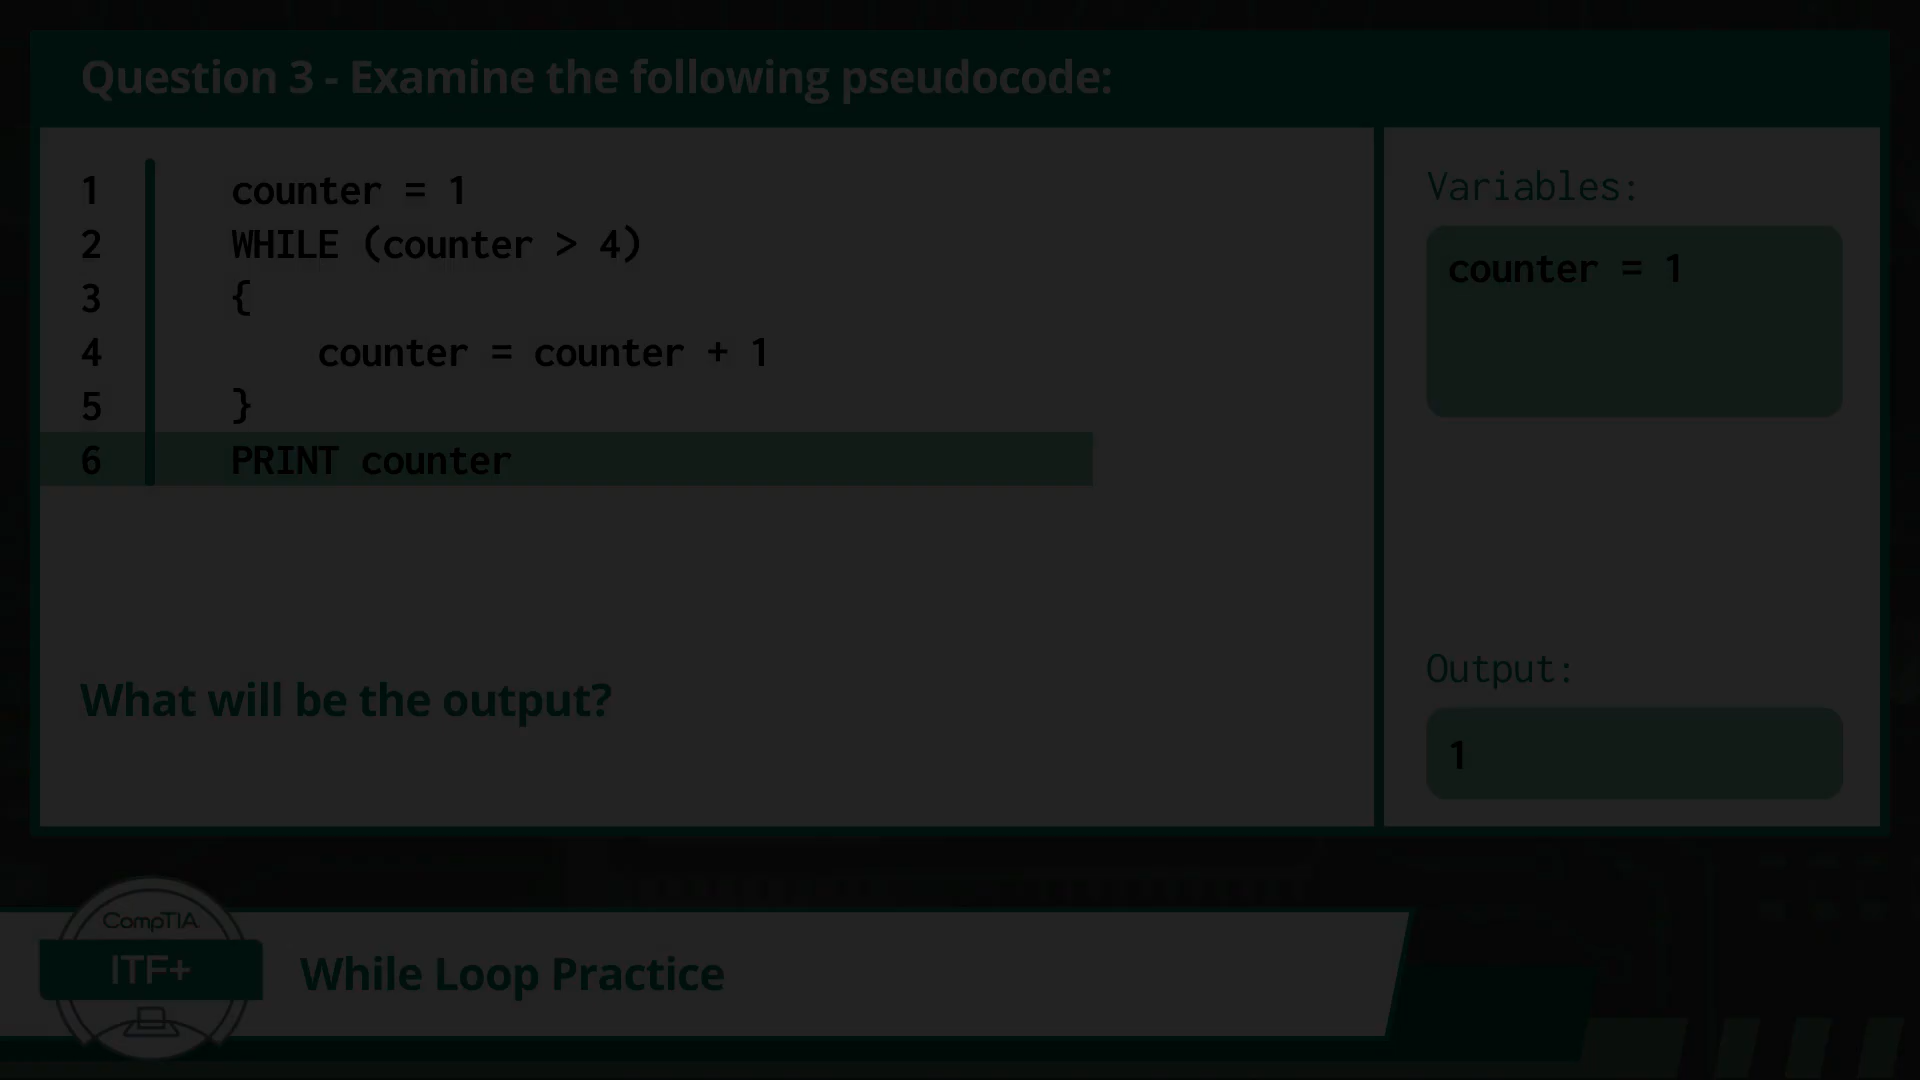 Question 3 - Examine the following pseudocode:
1 counter = 1
2 WHILE (counter > 4)
3 {
4 counter = counter + 1
5 }
6 PRINT counter
What will be the output?
Variables:
counter = 1
Output:
1
CompTIA
ITF+
While Loop Practice